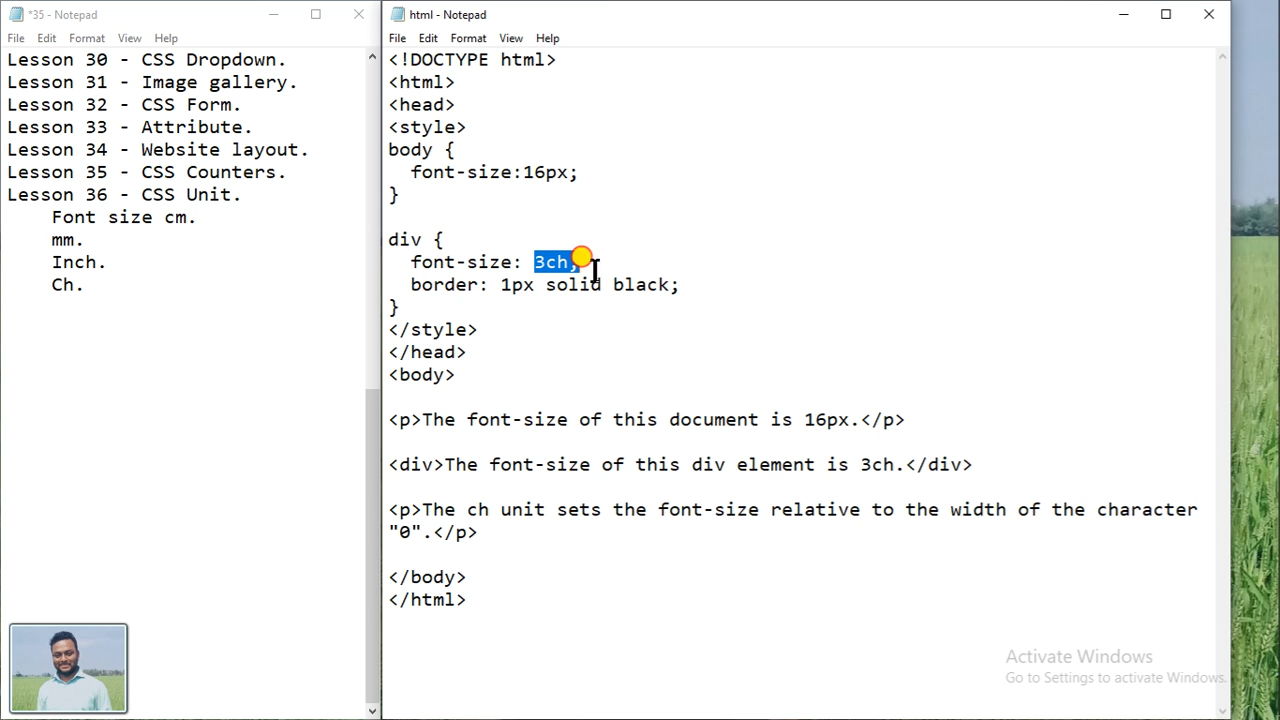 *35 - Notepad
File Edit Format View Help
Lesson 30 - CSS Dropdown.
Lesson 31 - Image gallery.
Lesson 32 - CSS Form.
Lesson 33 - Attribute.
Lesson 34 - Website layout.
Lesson 35 - CSS Counters.
Lesson 36 - CSS Unit.
Font size cm.
mm.
Inch.
Ch.
html - Notepad
File Edit Format View Help
<!DOCTYPE html>
<html>
<head>
<style>
body {
font-size:16px;
}
div {
font-size: 3ch;
border: 1px solid black;
}
</style>
</head>
<body>
<p>The font-size of this document is 16px.</p>
<div>The font-size of this div element is 3ch.</div>
<p>The ch unit sets the font-size relative to the width of the character
"0".</p>
</body>
</html>
Activate Windows
Go to Settings to activate Windows.